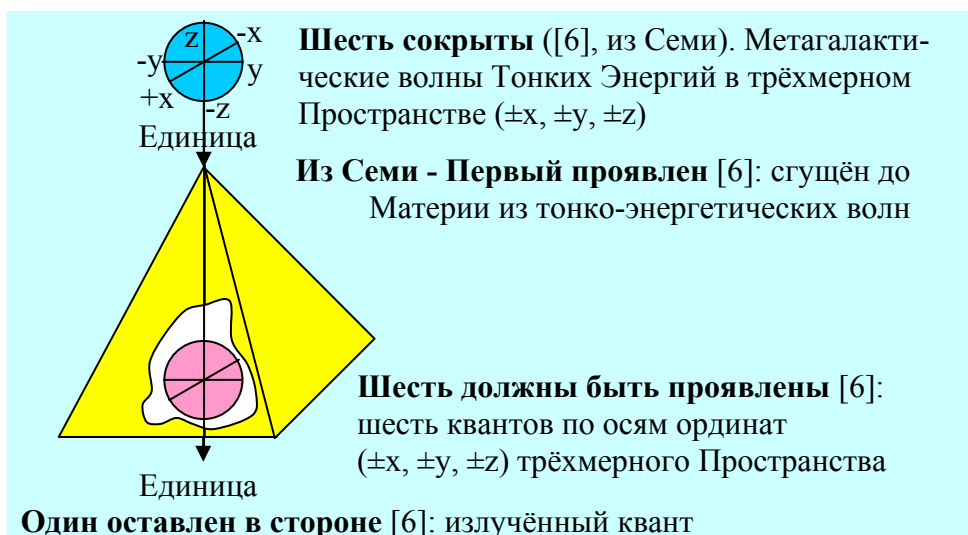 z
-x
-y
y
+x
-z
Единица
Шесть сокрыты ([6], из Семи). Метагалакти-
ческие волны Тонких Энергий в трёхмерном
Пространстве (±x, ±y, ±z)
Из Семи - Первый проявлен [6]: сгущён до
Материи из тонко-энергетических волн
Шесть должны быть проявлены [6]:
шесть квантов по осям ординат
(±x, ±y, ±z) трёхмерного Пространства
Единица
Один оставлен в стороне [6]: излучённый квант